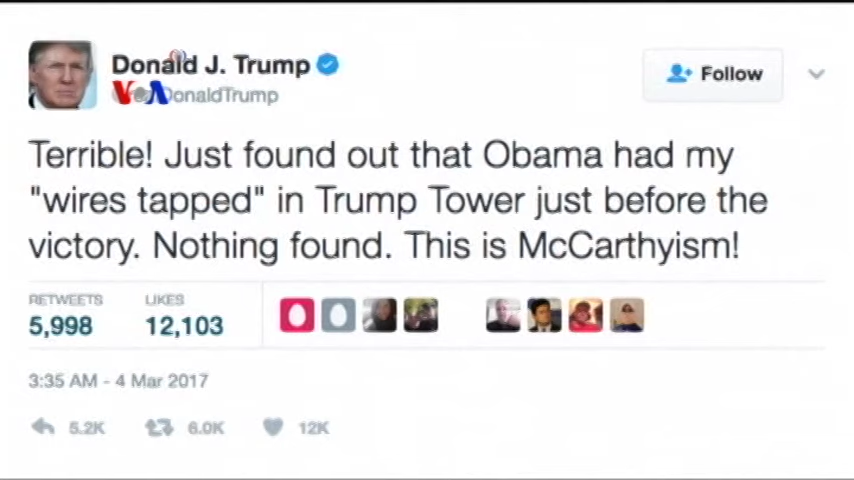 Donald J. Trump
VOA
DonaldTrump
Follow
Terrible! Just found out that Obama had my
"wires tapped" in Trump Tower just before the
victory. Nothing found. This is McCarthyism!
RETWEETS LIKES
5,998 12,103
3:35 AM - 4 Mar 2017
5.2K 6.0K 12K